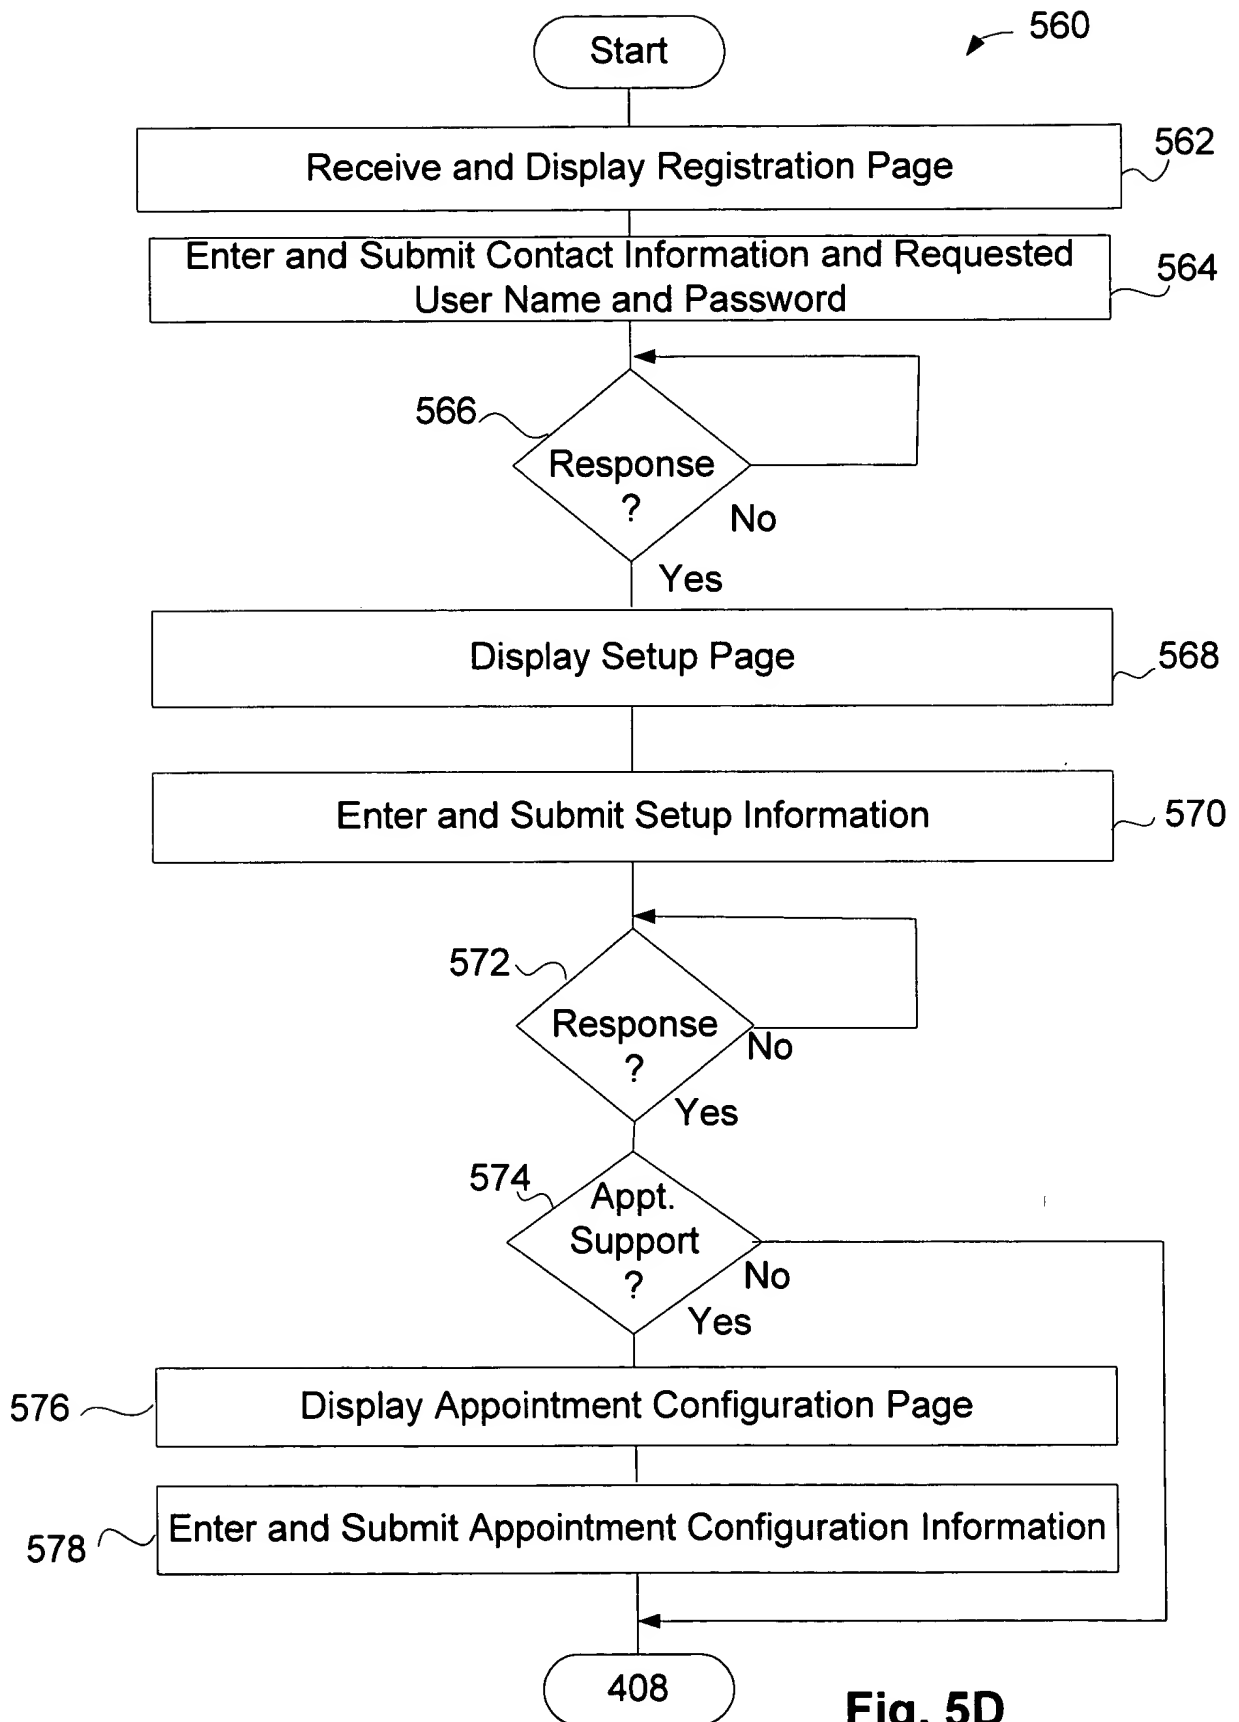 Start
560
Receive and Display Registration Page
562
Enter and Submit Contact Information and Requested
User Name and Password
564
566
Response
?
No
Yes
Display Setup Page
568
Enter and Submit Setup Information
570
572
Response
?
No
Yes
574
Appt.
Support
?
No
Yes
576
Display Appointment Configuration Page
578
Enter and Submit Appointment Configuration Information
408
Fig. 5D